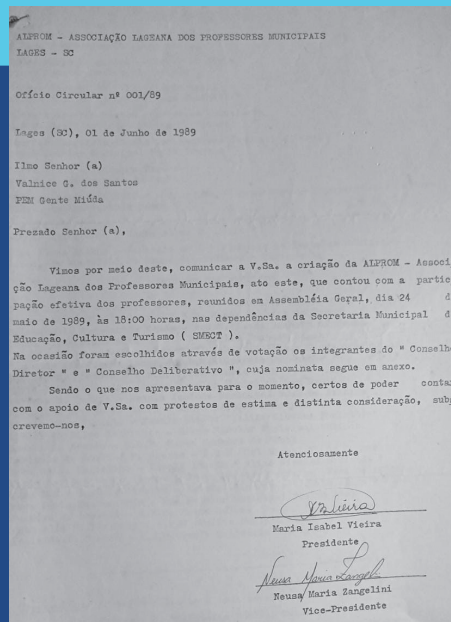 ALPROM - ASSOCIAÇÃO LAGEANA DOS PROFESSORES MUNICIPAIS
LAGES - SC
Ofício Circular nº 001/89
Lages (SC), 01 de Junho de 1989
Ilmo Senhor (a)
Valnice G. dos Santos
PEM Gente Miúda
Prezado Senhor (a),
Vimos por meio deste, comunicar a V.Sa. a criação da ALPROM - Associ
ção Lageana dos Professores Municipais, ato este, que contou com a partic
pação efetiva dos professores, reunidos em Assembléia Geral, dia 24 d
maio de 1989, às 18:00 horas, nas dependências da Secretaria Municipal d
Educação, Cultura e Turismo ( SMECT ).
Na ocasião foram escolhidos através de votação os integrantes do " Conselh
Diretor " e " Conselho Deliberativo ", cuja nominata segue em anexo.
Sendo o que nos apresentava para o momento, certos de poder conta
com o apoio de V.Sa. com protestos de estima e distinta consideração, sub
crevemo-nos,
Atenciosamente
Maria Isabel Vieira
Presidente
Neusa Maria Zangelini
Neusa Maria Zangelini
Vice-Presidente